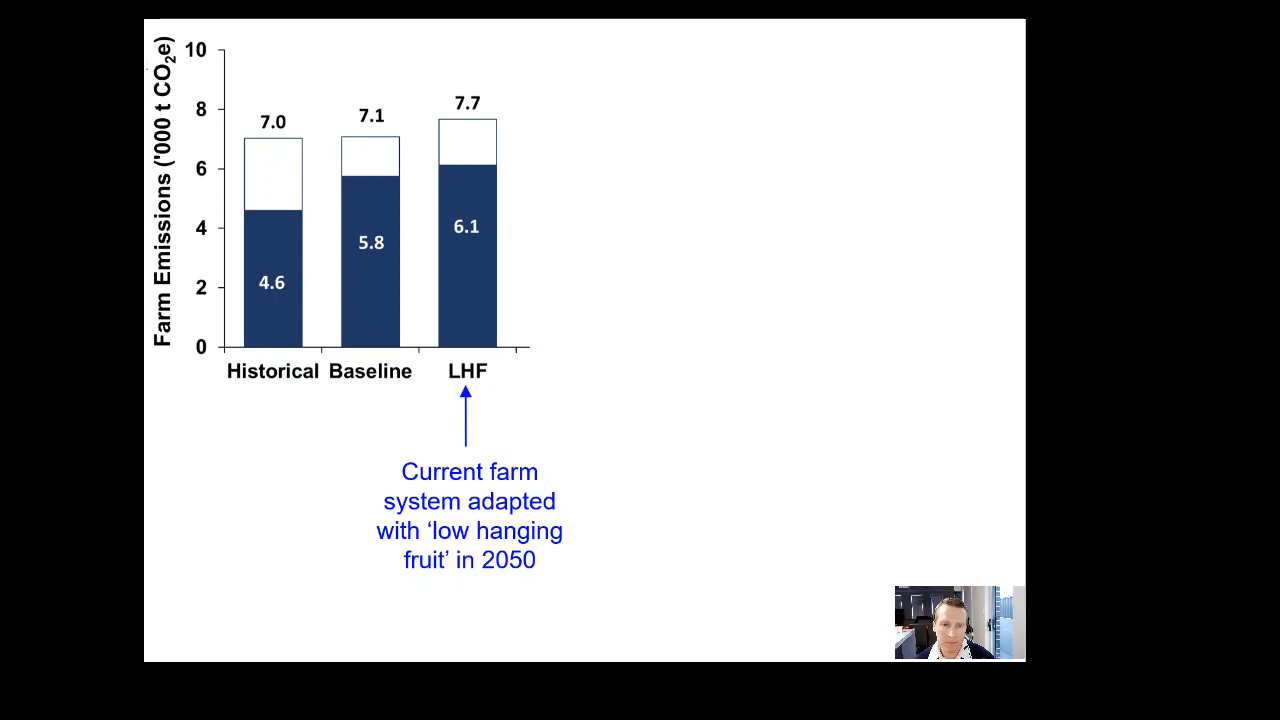 Farm Emissions ('000 t CO₂e)
10
8
6
4
2
0
7.0
7.1
7.7
4.6
5.8
6.1
Historical
Baseline
LHF
Current farm
system adapted
with ‘low hanging
fruit’ in 2050